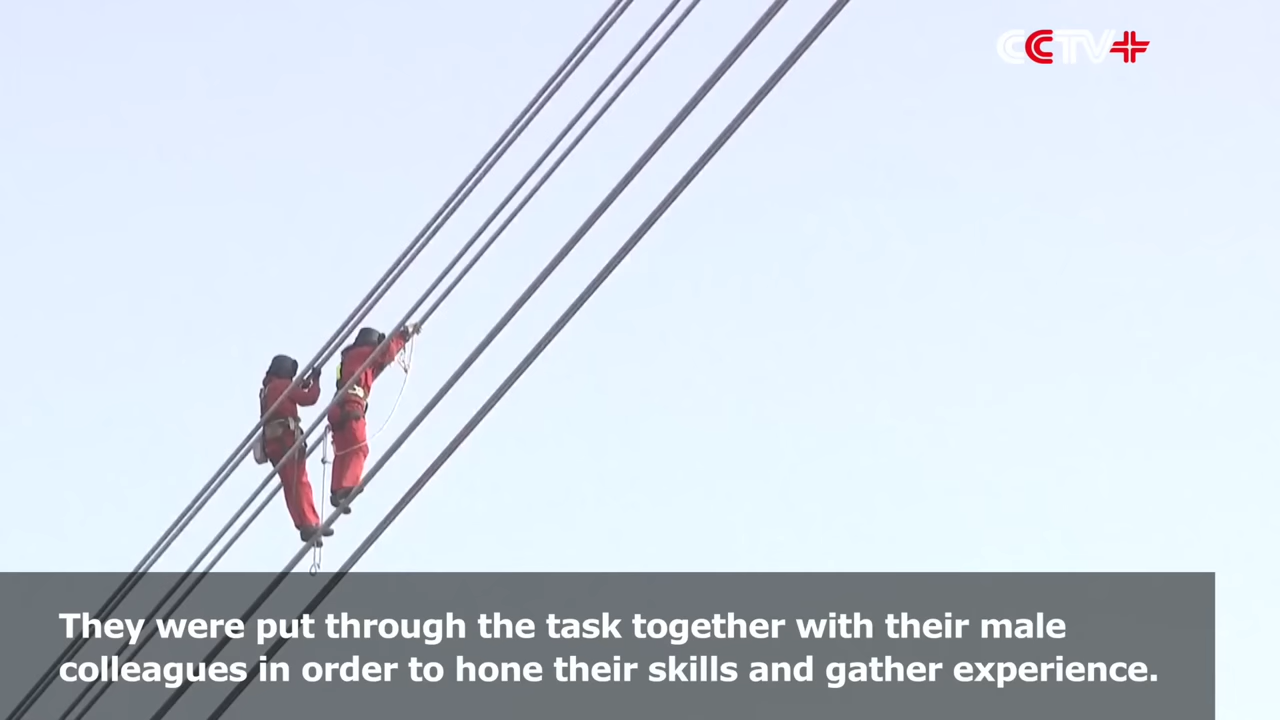 CCTV+
They were put through the task together with their male
colleagues in order to hone their skills and gather experience.